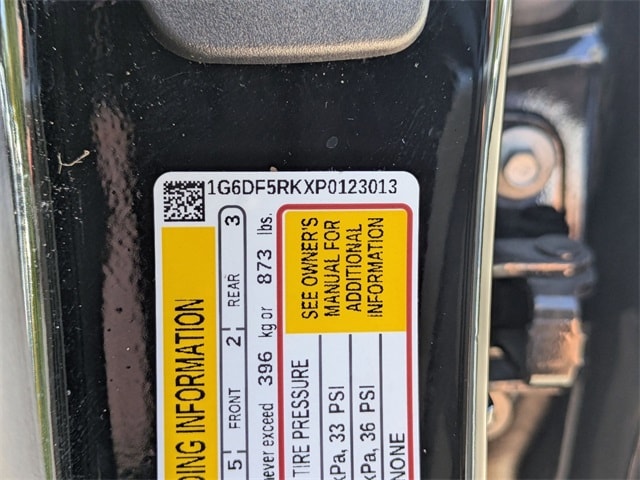 1G6DF5RKXP0123013
DING INFORMATION
5 FRONT 2 REAR 3
never exceed 396 kg or 873 lbs.
TIRE PRESSURE
kPa, 33 PSI
kPa, 36 PSI
NONE
SEE OWNER'S
MANUAL FOR
ADDITIONAL
INFORMATION